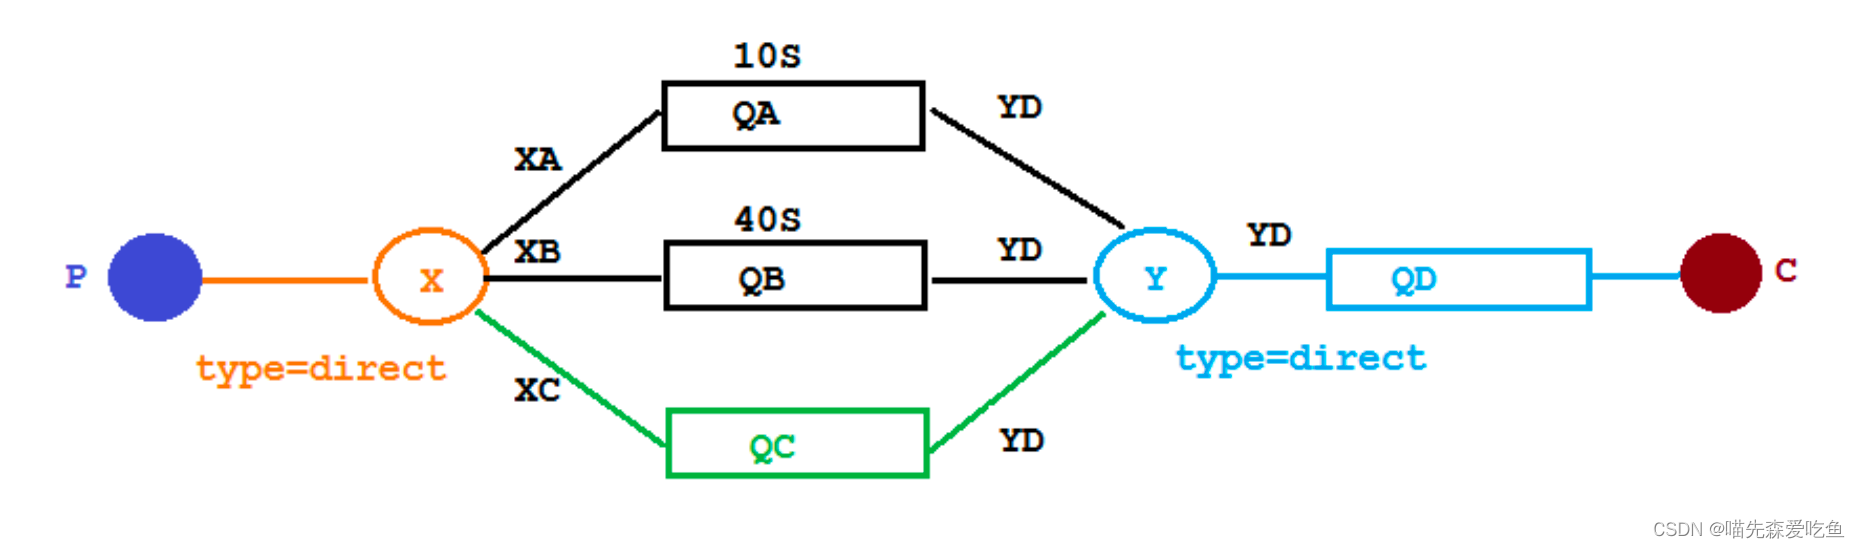 10S
QA
YD
XA
40S
XB
YD
YD
P
X
QB
Y
QD
C
type=direct
type=direct
XC
QC
YD
CSDN @喵先森爱吃鱼